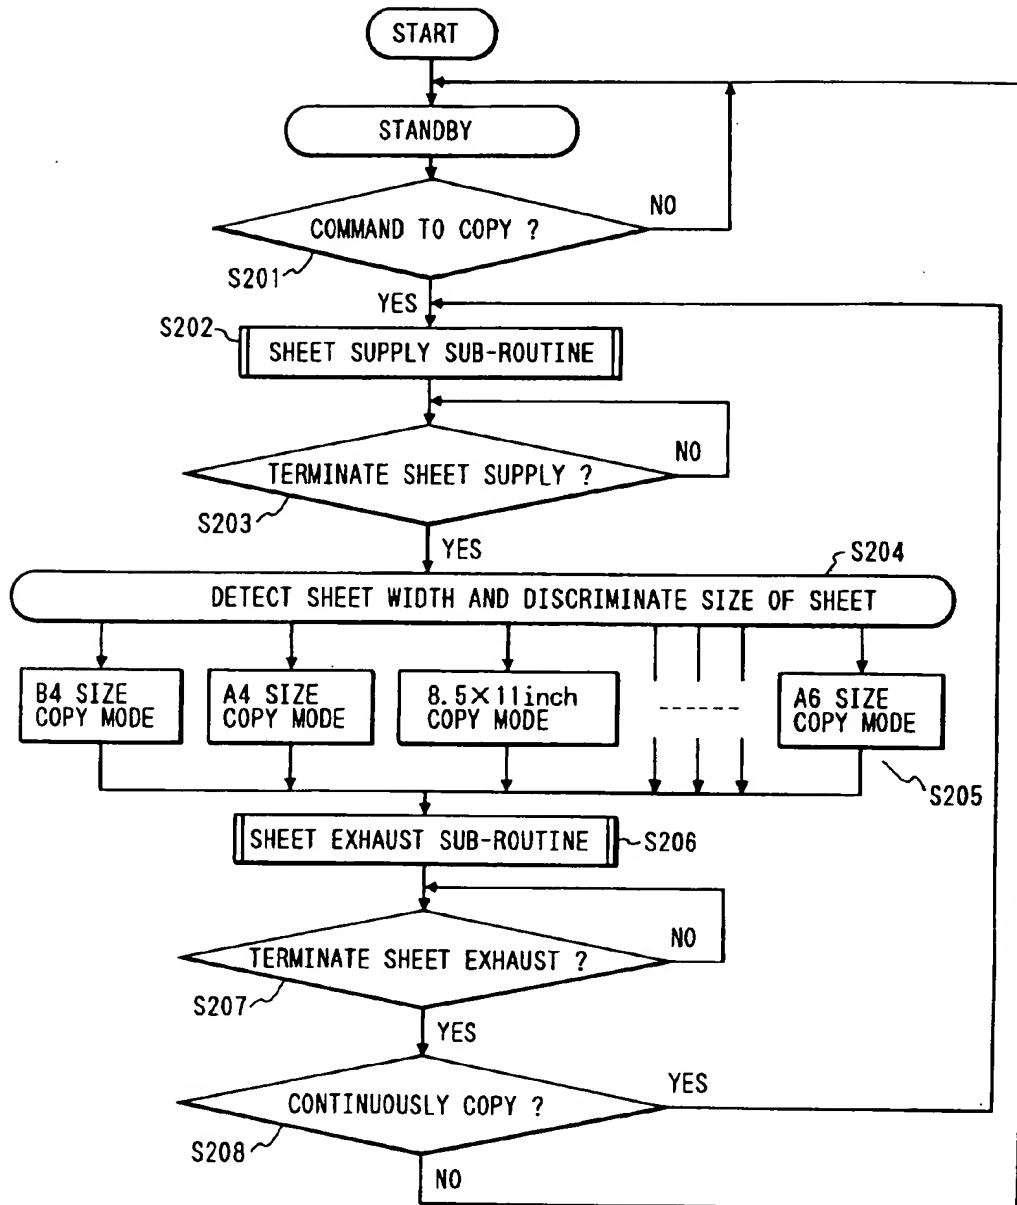 START
STANDBY
COMMAND TO COPY ?
NO
S201
YES
S202
SHEET SUPPLY SUB-ROUTINE
NO
TERMINATE SHEET SUPPLY ?
S203
YES
S204
DETECT SHEET WIDTH AND DISCRIMINATE SIZE OF SHEET
B4 SIZE
COPY MODE
A4 SIZE
COPY MODE
8.5×11inch
COPY MODE
A6 SIZE
COPY MODE
S205
SHEET EXHAUST SUB-ROUTINE
S206
NO
TERMINATE SHEET EXHAUST ?
S207
YES
YES
CONTINUOUSLY COPY ?
S208
NO